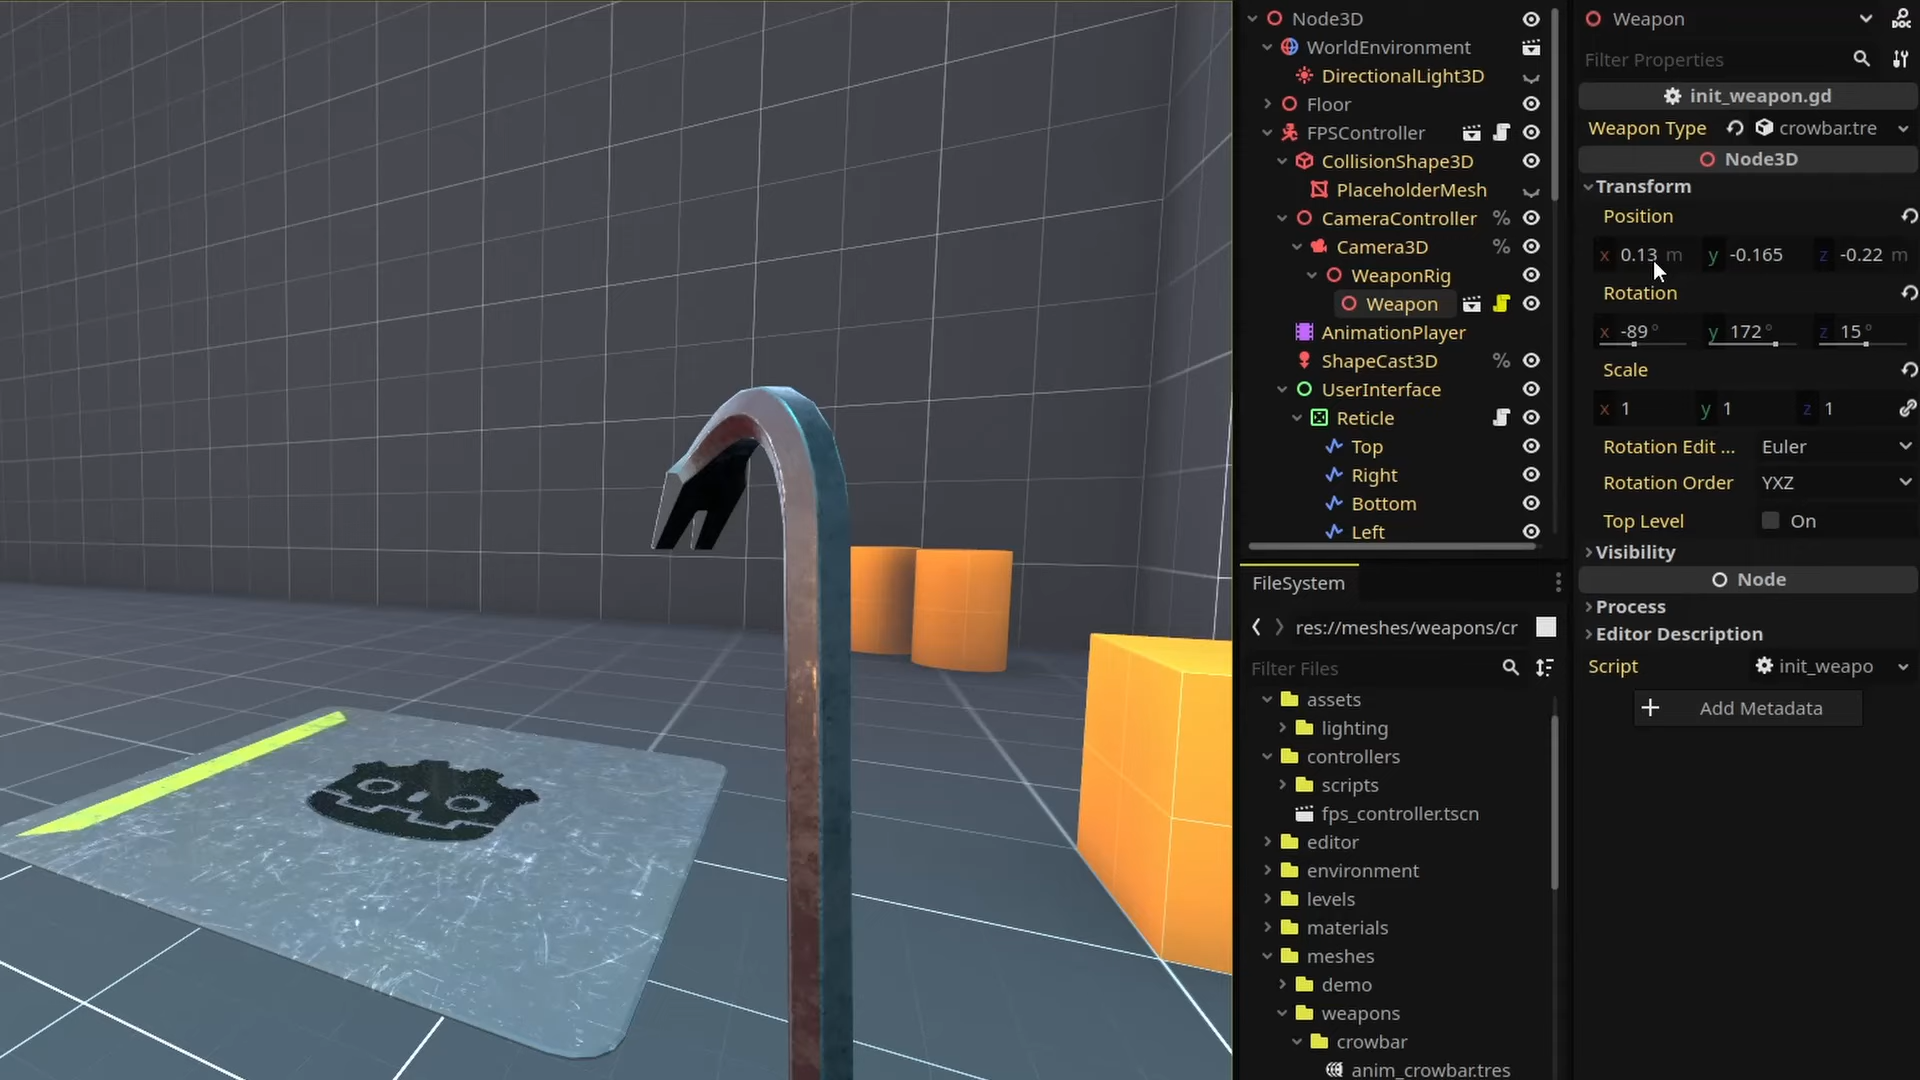 Node3D
WorldEnvironment
DirectionalLight3D
Floor
FPSController
CollisionShape3D
PlaceholderMesh
CameraController %
Camera3D %
WeaponRig
Weapon
AnimationPlayer
ShapeCast3D %
UserInterface
Reticle
Top
Right
Bottom
Left
FileSystem
res://meshes/weapons/cr
Filter Files
assets
lighting
controllers
scripts
fps_controller.tscn
editor
environment
levels
materials
meshes
demo
weapons
crowbar
anim_crowbar.tres
Weapon
DOC
Filter Properties
init_weapon.gd
Weapon Type crowbar.tre
Node3D
Transform
Position
x 0.13 m y -0.165 z -0.22 m
Rotation
x -89 ° y 172 ° z 15 °
Scale
x 1 y 1 z 1
Rotation Edit ... Euler
Rotation Order YXZ
Top Level On
Visibility
Node
Process
Editor Description
Script init_weapo
+ Add Metadata